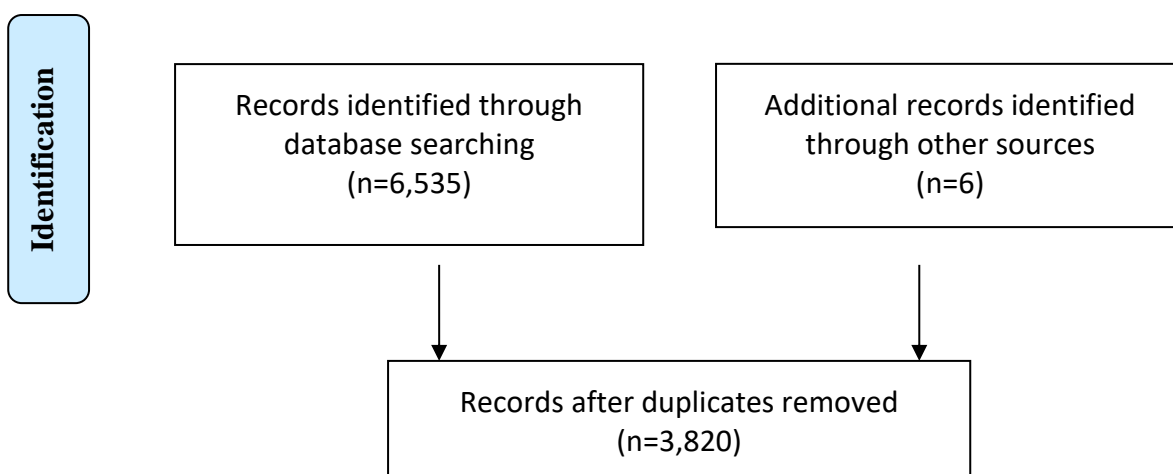 Identification
Records identified through
database searching
(n=6,535)
Additional records identified
through other sources
(n=6)
Records after duplicates removed
(n=3,820)